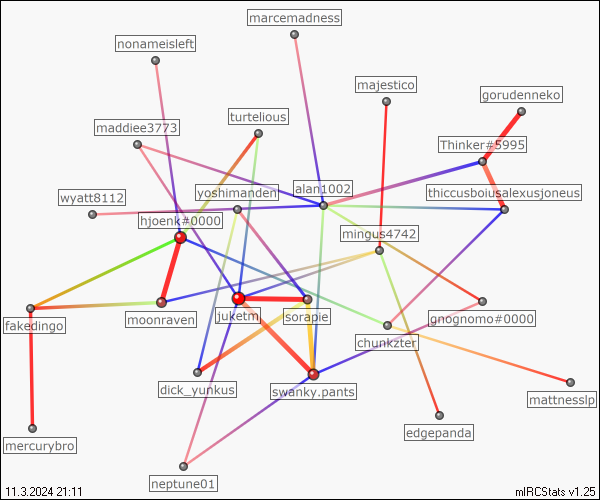 marcemadness
nonameisleft
majestico
gorudenneko
turtelious
maddiee3773
Thinker#5995
alan1002
yoshimanden
thiccusboiusalexusjoneus
wyatt8112
hjoenk#0000
mingus4742
moonraven
juketm
sorapie
gnognomo#0000
fakedingo
chunkzter
dick_yunkus
swanky.pants
mattnesslp
edgepanda
mercurybro
neptune01
11.3.2024 21:11
mIRCStats v1.25